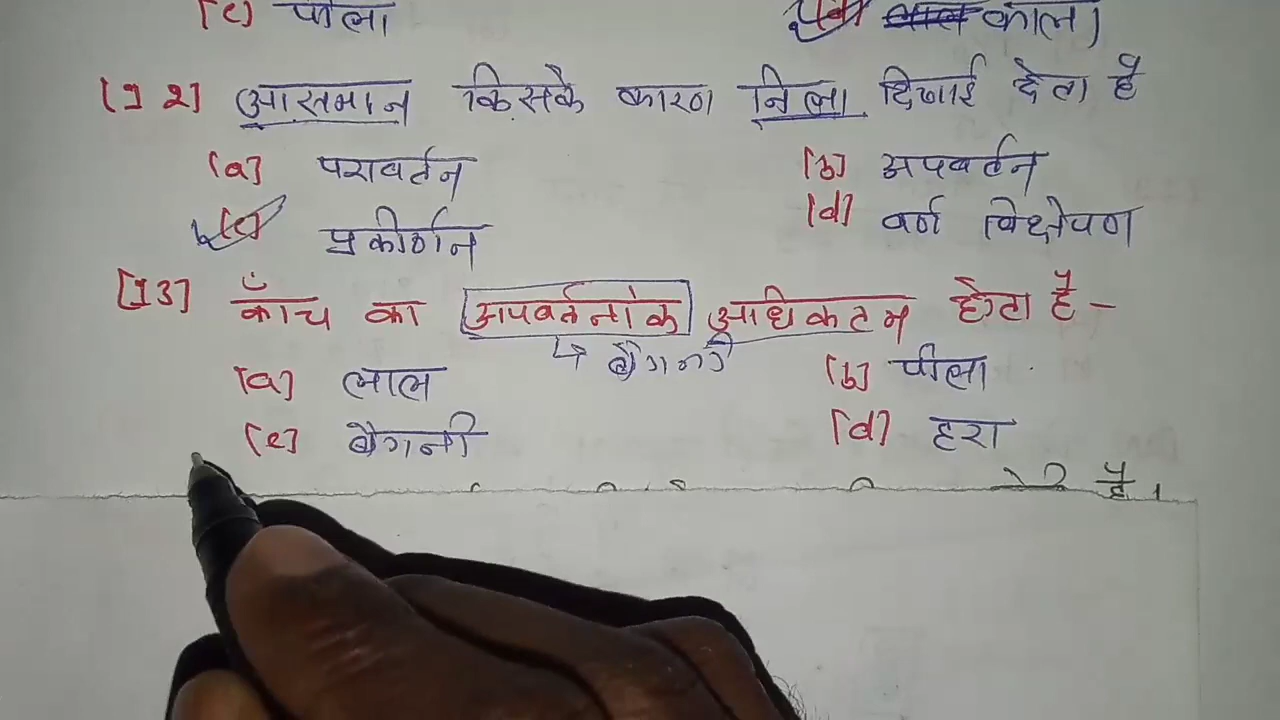 (c) पीला काला
[12] आसमान किसके कारण निला दिखाई देता है
(a) परावर्तन (b) अपवर्तन
(c) प्रकीर्णन (d) वर्ण विक्षेपण
[13] काँच का अपवर्तनांक अधिकतम होता है -
↳ बैगनी
(a) लाल (b) पीला
(c) बैगनी (d) हरा
है।